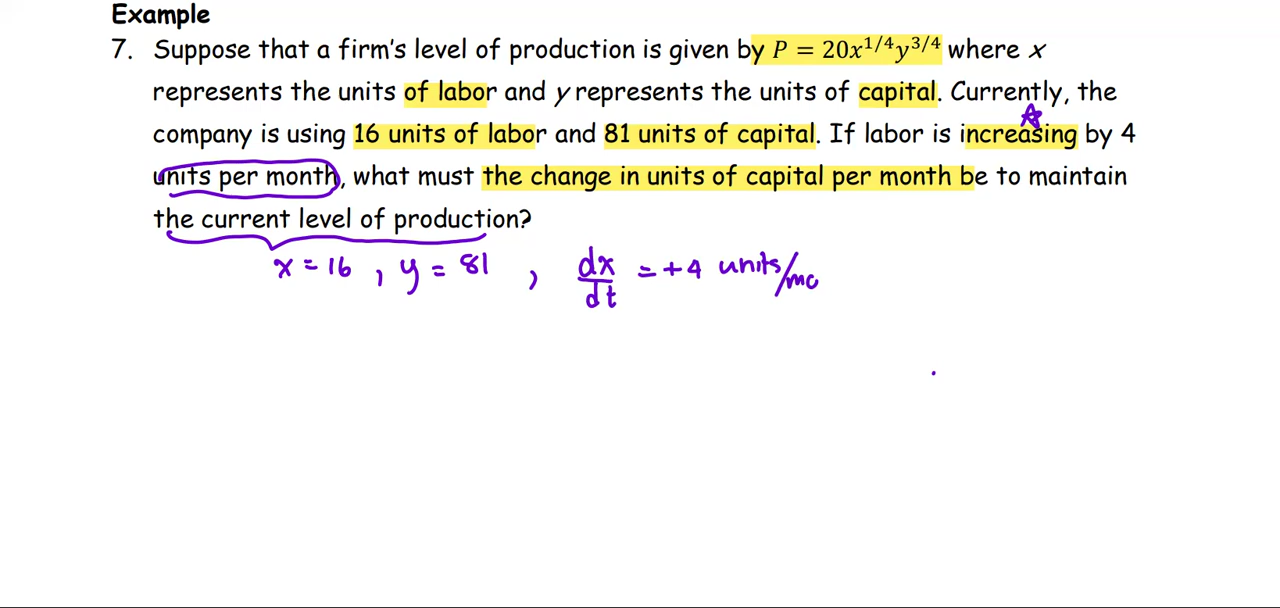 Example
7. Suppose that a firm's level of production is given by P = 20x^{1/4}y^{3/4} where x
represents the units of labor and y represents the units of capital. Currently, the
company is using 16 units of labor and 81 units of capital. If labor is increasing by 4
units per month, what must the change in units of capital per month be to maintain
the current level of production?
x = 16 , y = 81 , dx/dt = +4 units/mo